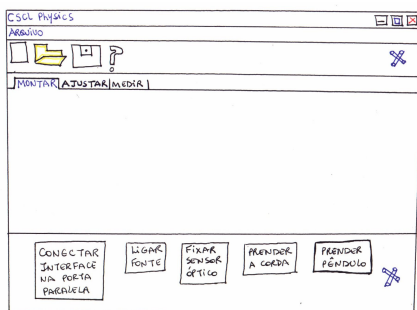 CSCL Physics
ARQUIVO
?
MONTAR AJUSTAR MEDIR
CONECTAR
INTERFACE
NA PORTA
PARALELA
LIGAR
FONTE
FIXAR
SENSOR
ÓPTICO
PRENDER
A CORDA
PRENDER
PÊNDULO